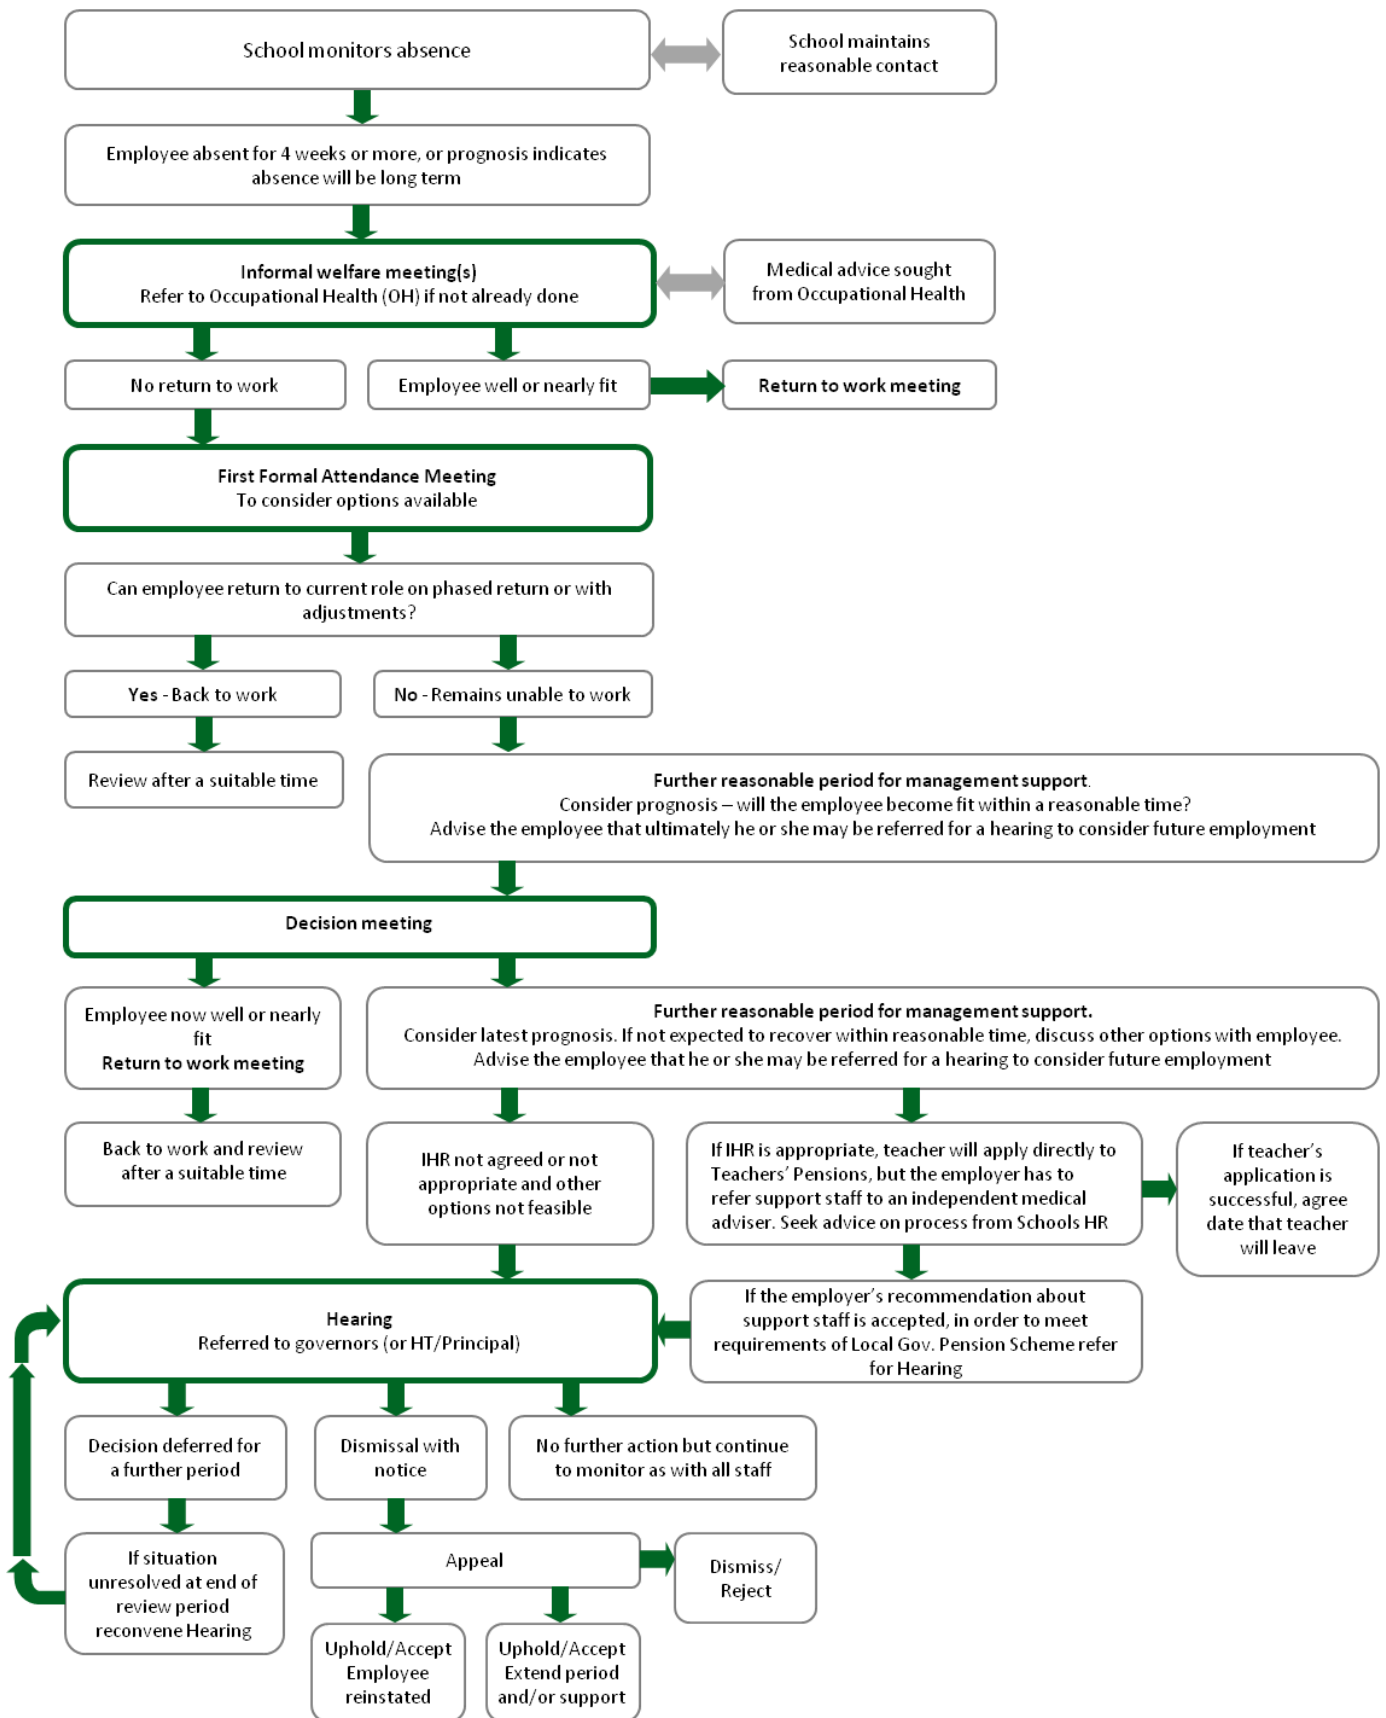 School monitors absence
School maintains
reasonable contact
Employee absent for 4 weeks or more, or prognosis indicates
absence will be long term
Informal welfare meeting(s)
Refer to Occupational Health (OH) if not already done
Medical advice sought
from Occupational Health
No return to work
Employee well or nearly fit
Return to work meeting
First Formal Attendance Meeting
To consider options available
Can employee return to current role on phased return or with
adjustments?
Yes - Back to work
No - Remains unable to work
Review after a suitable time
Further reasonable period for management support.
Consider prognosis – will the employee become fit within a reasonable time?
Advise the employee that ultimately he or she may be referred for a hearing to consider future employment
Decision meeting
Employee now well or nearly
fit
Return to work meeting
Further reasonable period for management support.
Consider latest prognosis. If not expected to recover within reasonable time, discuss other options with employee.
Advise the employee that he or she may be referred for a hearing to consider future employment
Back to work and review
after a suitable time
IHR not agreed or not
appropriate and other
options not feasible
If IHR is appropriate, teacher will apply directly to
Teachers' Pensions, but the employer has to
refer support staff to an independent medical
adviser. Seek advice on process from Schools HR
If teacher's
application is
successful, agree
date that teacher
will leave
Hearing
Referred to governors (or HT/Principal)
If the employer's recommendation about
support staff is accepted, in order to meet
requirements of Local Gov. Pension Scheme refer
for Hearing
Decision deferred for
a further period
Dismissal with
notice
No further action but continue
to monitor as with all staff
If situation
unresolved at end of
review period
reconvene Hearing
Appeal
Dismiss/
Reject
Uphold/Accept
Employee
reinstated
Uphold/Accept
Extend period
and/or support